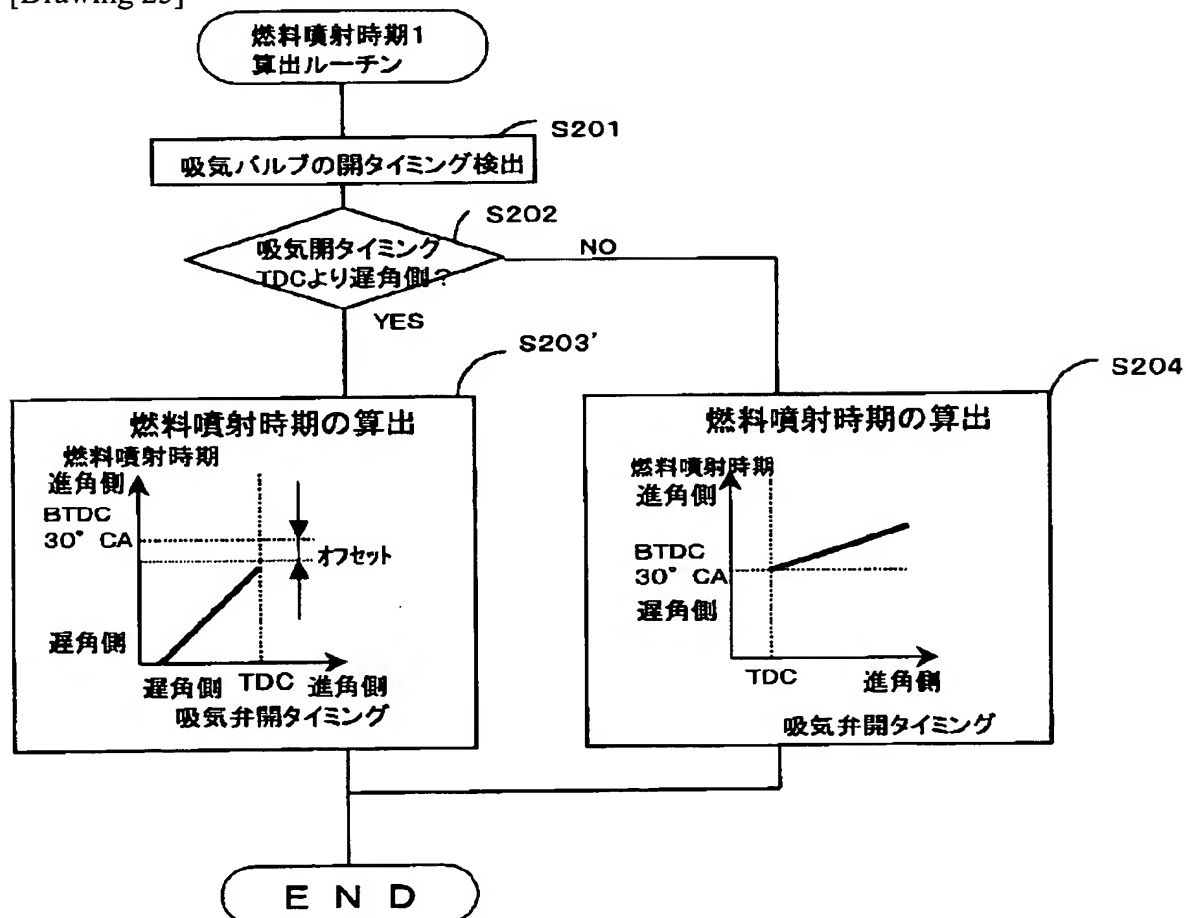 燃料噴射時期1
算出ルーチン
S201
吸気バルブの開タイミング検出
S202
吸気開タイミング
TDCより遅角側?
NO
YES
S203'
燃料噴射時期の算出
燃料噴射時期
進角側
BTDC
30° CA
オフセット
遅角側
遅角側 TDC 進角側
吸気弁開タイミング
S204
燃料噴射時期の算出
燃料噴射時期
進角側
BTDC
30° CA
遅角側
TDC 進角側
吸気弁開タイミング
END